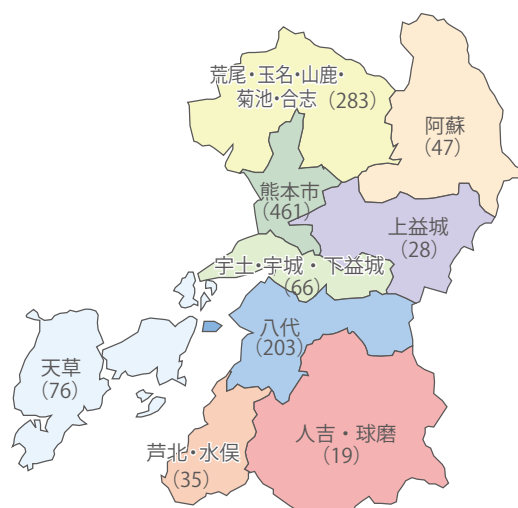 荒尾・玉名・山鹿・
菊池・合志（283）
阿蘇
（47）
熊本市
（461）
上益城
（28）
宇土・宇城・下益城
（66）
八代
（203）
天草
（76）
人吉・球磨
（19）
芦北・水俣
（35）